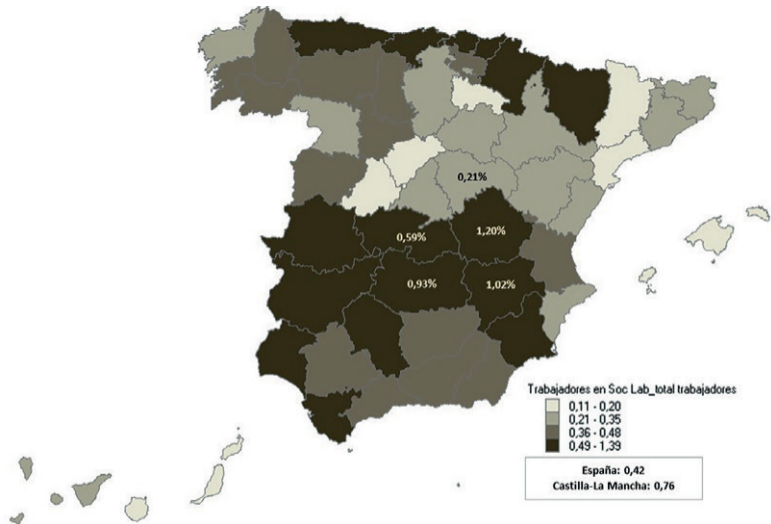 0,21%
0,59%
1,20%
0,93%
1,02%
Trabajadores en Soc Lab_total trabajadores
0,11 - 0,20
0,21 - 0,35
0,36 - 0,48
0,49 - 1,39
España: 0,42
Castilla-La Mancha: 0,76